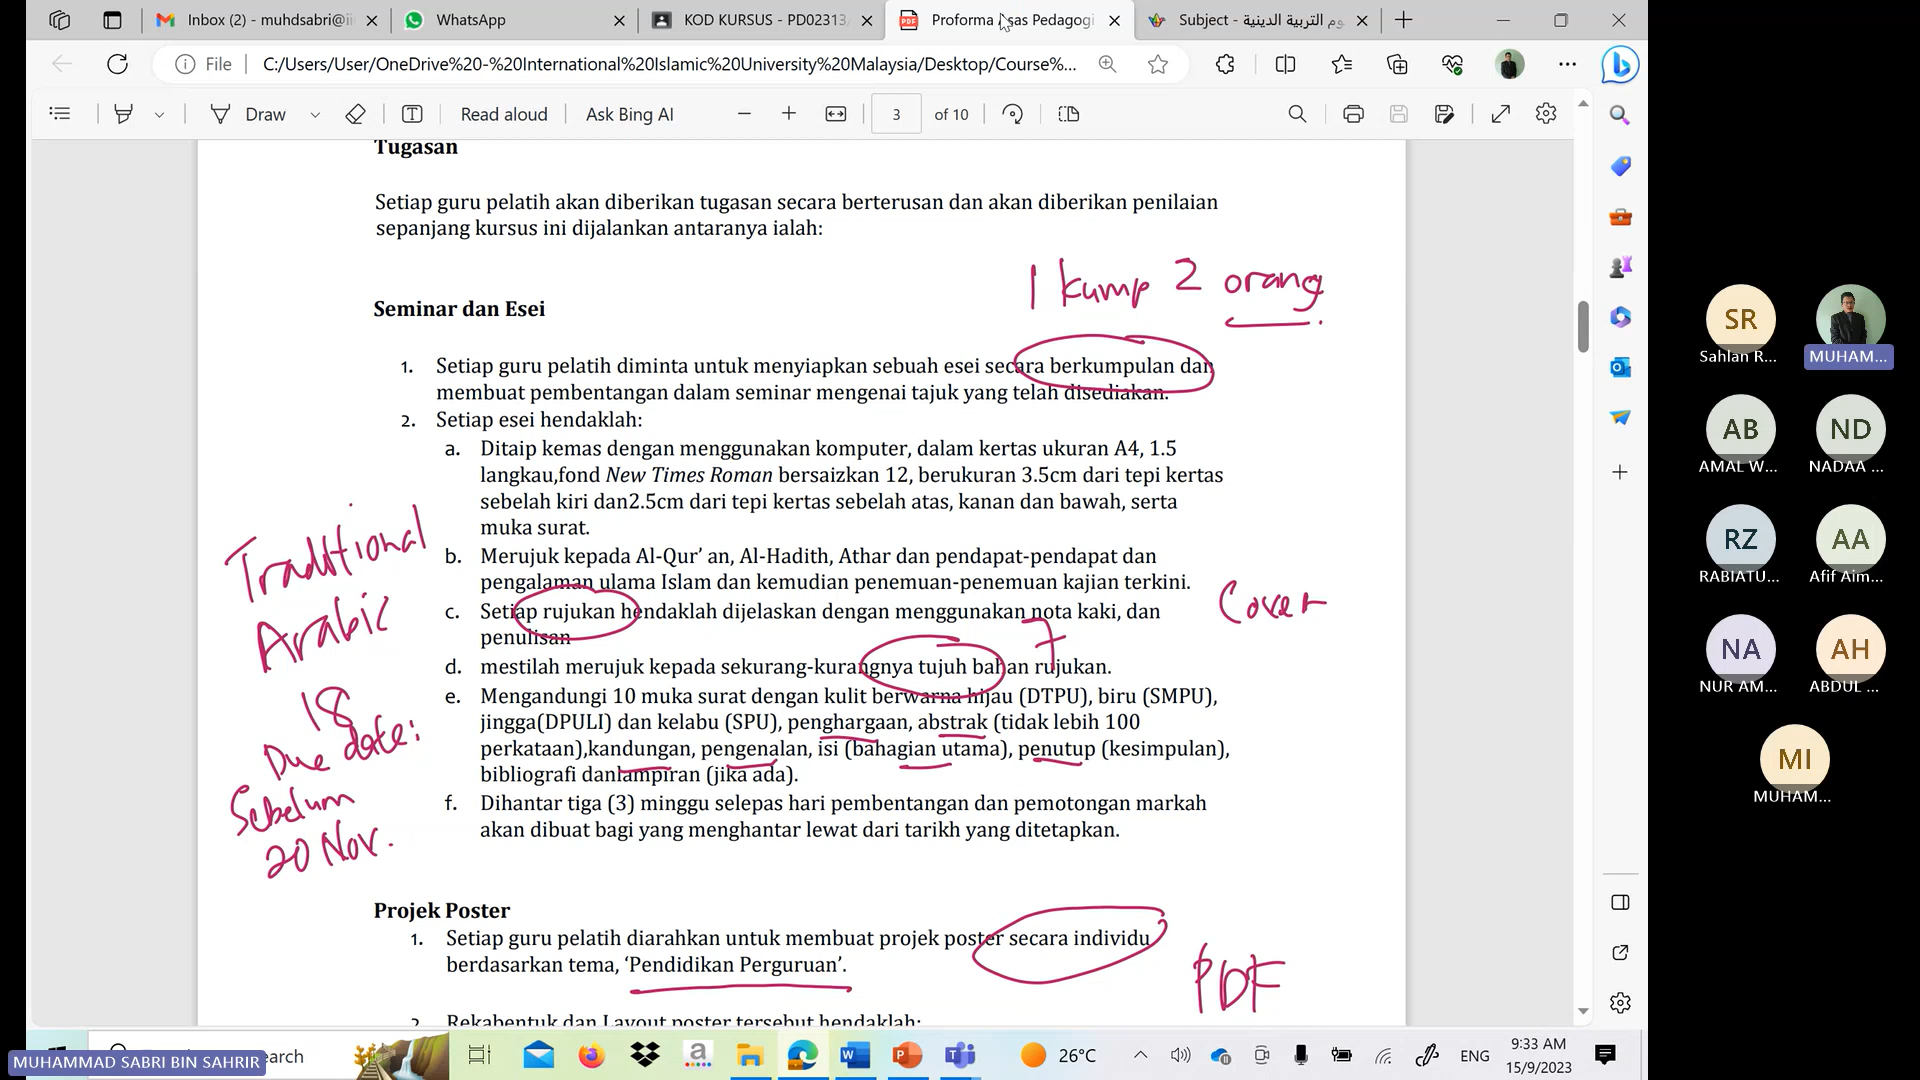 Inbox (2) - muhdsabri@ii
WhatsApp
KOD KURSUS - PD02313
Proforma Asas Pedagogi
Subject - علوم التربية الدينية
File
C:/Users/User/OneDrive%20-%20International%20Islamic%20University%20Malaysia/Desktop/Course%...
Draw
Read aloud
Ask Bing AI
3
of 10
Tugasan
Setiap guru pelatih akan diberikan tugasan secara berterusan dan akan diberikan penilaian
sepanjang kursus ini dijalankan antaranya ialah:
1 kump 2 orang
Seminar dan Esei
1. Setiap guru pelatih diminta untuk menyiapkan sebuah esei secara berkumpulan dan
membuat pembentangan dalam seminar mengenai tajuk yang telah disediakan.
2. Setiap esei hendaklah:
a. Ditaip kemas dengan menggunakan komputer, dalam kertas ukuran A4, 1.5
langkau,fond New Times Roman bersaizkan 12, berukuran 3.5cm dari tepi kertas
sebelah kiri dan2.5cm dari tepi kertas sebelah atas, kanan dan bawah, serta
muka surat.
b. Merujuk kepada Al-Qur' an, Al-Hadith, Athar dan pendapat-pendapat dan
pengalaman ulama Islam dan kemudian penemuan-penemuan kajian terkini.
c. Setiap rujukan hendaklah dijelaskan dengan menggunakan nota kaki, dan
penulisan
d. mestilah merujuk kepada sekurang-kurangnya tujuh bahan rujukan.
e. Mengandungi 10 muka surat dengan kulit berwarna hijau (DTPU), biru (SMPU),
jingga(DPULI) dan kelabu (SPU), penghargaan, abstrak (tidak lebih 100
perkataan),kandungan, pengenalan, isi (bahagian utama), penutup (kesimpulan),
bibliografi danlampiran (jika ada).
f. Dihantar tiga (3) minggu selepas hari pembentangan dan pemotongan markah
akan dibuat bagi yang menghantar lewat dari tarikh yang ditetapkan.
Traditional
Arabic
18
Due date:
Sebelum
20 Nov.
Cover
7
Projek Poster
1. Setiap guru pelatih diarahkan untuk membuat projek poster secara individu
berdasarkan tema, 'Pendidikan Perguruan'.
PDF
2. Rekabentuk dan Layout poster tersebut hendaklah:
SR
Sahlan R...
MUHAM...
AB
AMAL W...
ND
NADAA ...
RZ
RABIATU...
AA
Afif Aim...
NA
NUR AM...
AH
ABDUL ...
MI
MUHAM...
MUHAMMAD SABRI BIN SAHRIR
earch
26°C
ENG
9:33 AM
15/9/2023